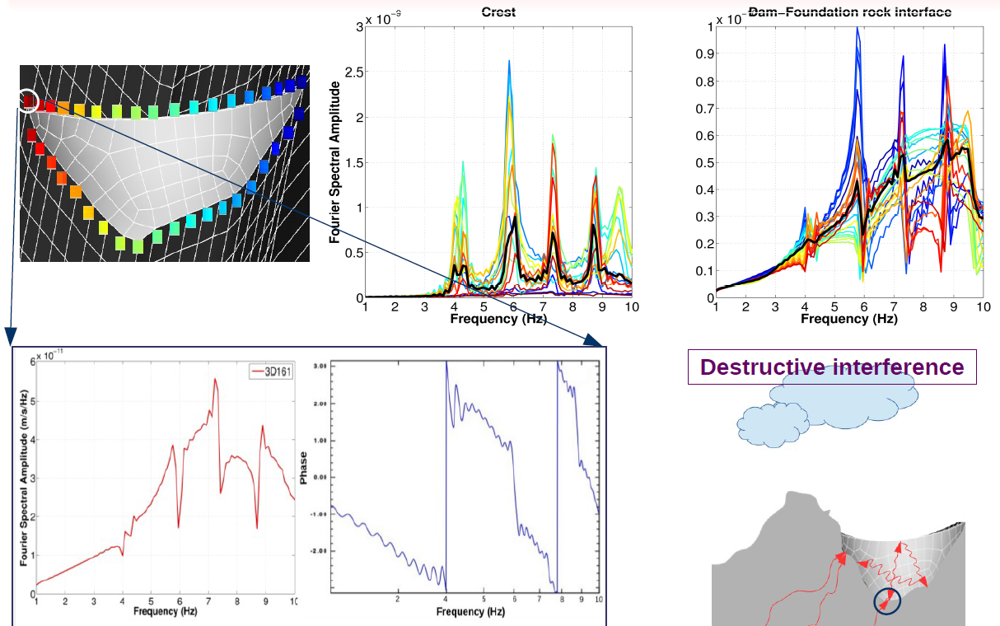 Crest
x 10⁻⁹
Fourier Spectral Amplitude
3
2.5
2
1.5
1
0.5
0
1 2 3 4 5 6 7 8 9 10
Frequency (Hz)
Dam–Foundation rock interface
x 10⁻
1
0.9
0.8
0.7
0.6
0.5
0.4
0.3
0.2
0.1
0
1 2 3 4 5 6 7 8 9 10
Frequency (Hz)
x 10⁻¹¹
Fourier Spectral Amplitude (m/s/Hz)
6
5
4
3
2
1
0
3D161
1 2 3 4 5 6 7 8 9 10
Frequency (Hz)
Phase
3.00
2.00
1.00
0.00
-1.00
-2.00
2 5 6 7 8 9 10
Frequency (Hz)
Destructive interference